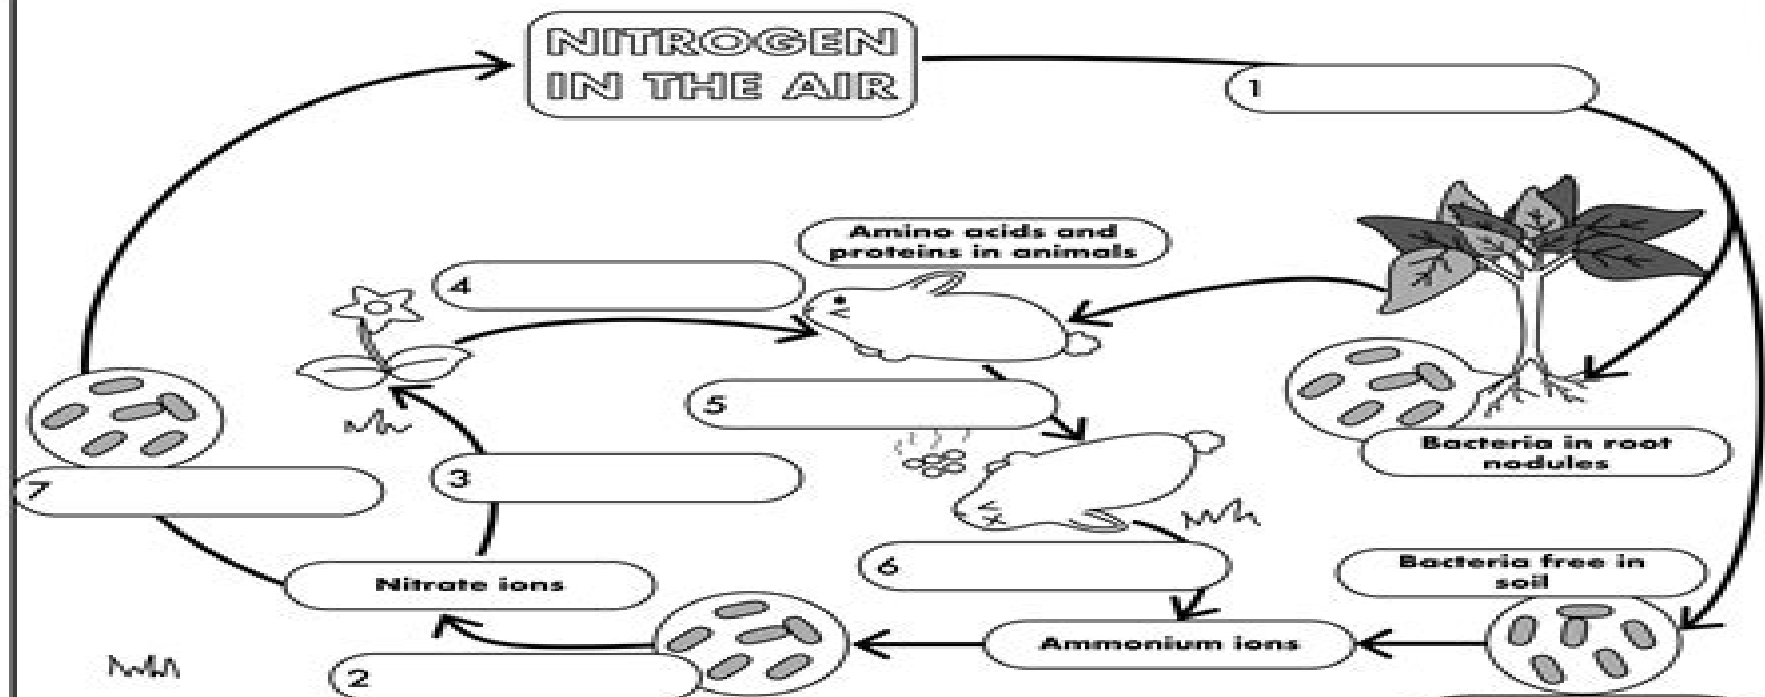 NITROGEN
IN THE AIR
1
Amino acids and
proteins in animals
4
5
Bacteria in root
nodules
7
3
6
Bacteria free in
soil
Nitrate ions
Ammonium ions
2